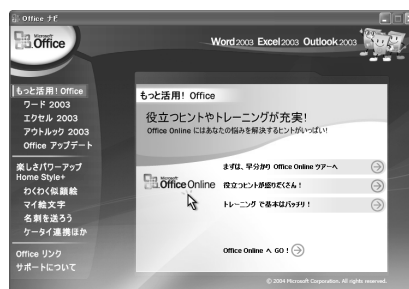 Office ナビ
Microsoft
Office
Word 2003 Excel 2003 Outlook 2003
もっと活用! Office
ワード 2003
エクセル 2003
アウトルック 2003
Office アップデート
楽しさパワーアップ
Home Style+
わくわく似顔絵
マイ絵文字
名刺を送ろう
ケータイ連携ほか
Office リンク
サポートについて
もっと活用! Office
役立つヒントやトレーニングが充実!
Office Online にはあなたの悩みを解決するヒントがいっぱい!
Microsoft
Office Online
まずは、早分かり Office Online ツアーへ
役立つヒントが盛りだくさん!
トレーニング で基本はバッチリ!
Office Online へ GO!
© 2004 Microsoft Corporation. All rights reserved.